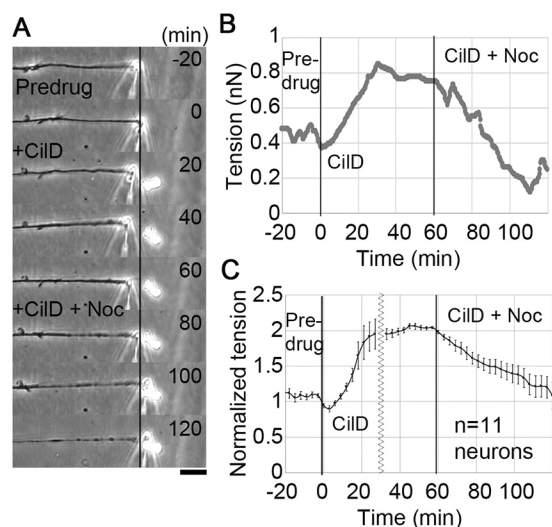 A
(min)
-20
Predrug
0
+CilD
20
40
60
+CilD + Noc
80
100
120
B
Tension (nN)
1
0.8
0.6
0.4
0.2
0
Pre-
drug
CilD
CilD + Noc
-20 0 20 40 60 80 100
Time (min)
C
Normalized tension
2.5
2
1.5
1
0.5
0
Pre-
drug
CilD
CilD + Noc
n=11
neurons
-20 0 20 40 60 80 100
Time (min)